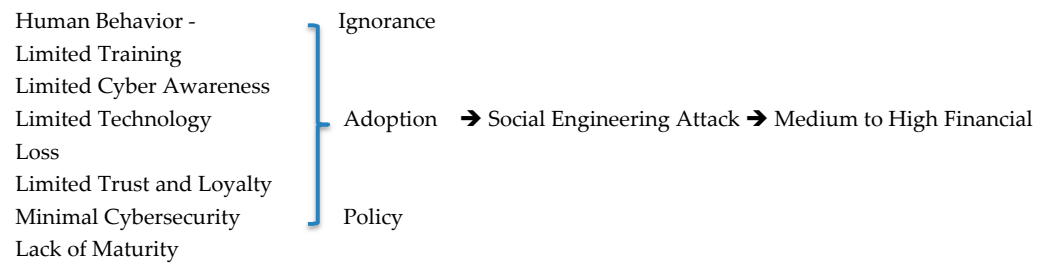 Human Behavior - Ignorance
Limited Training
Limited Cyber Awareness
Limited Technology Adoption ➔ Social Engineering Attack ➔ Medium to High Financial
Loss
Limited Trust and Loyalty
Minimal Cybersecurity Policy
Lack of Maturity